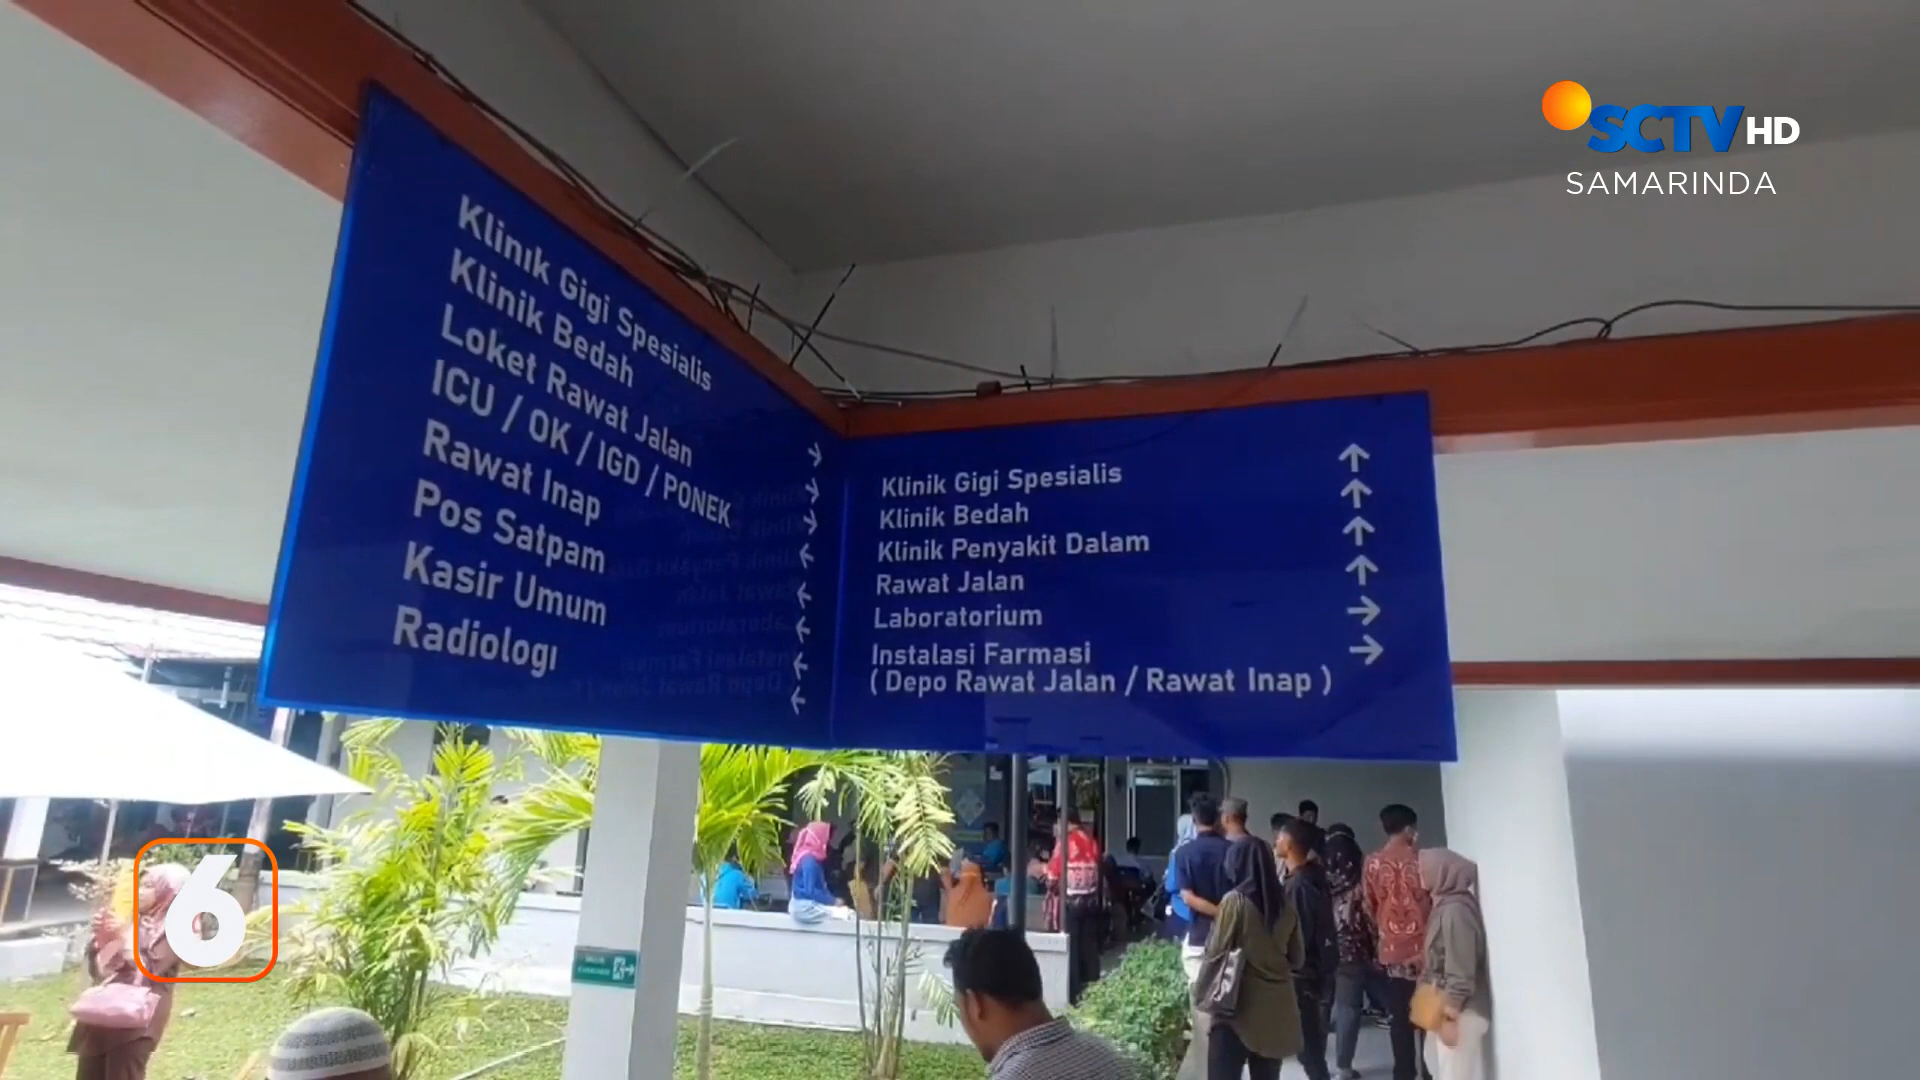 SCTV HD
SAMARINDA
Klinik Gigi Spesialis
Klinik Bedah
Loket Rawat Jalan
ICU / OK / IGD / PONEK
Rawat Inap
Pos Satpam
Kasir Umum
Radiologi
Klinik Gigi Spesialis
Klinik Bedah
Klinik Penyakit Dalam
Rawat Jalan
Laboratorium
Instalasi Farmasi
( Depo Rawat Jalan / Rawat Inap )
6